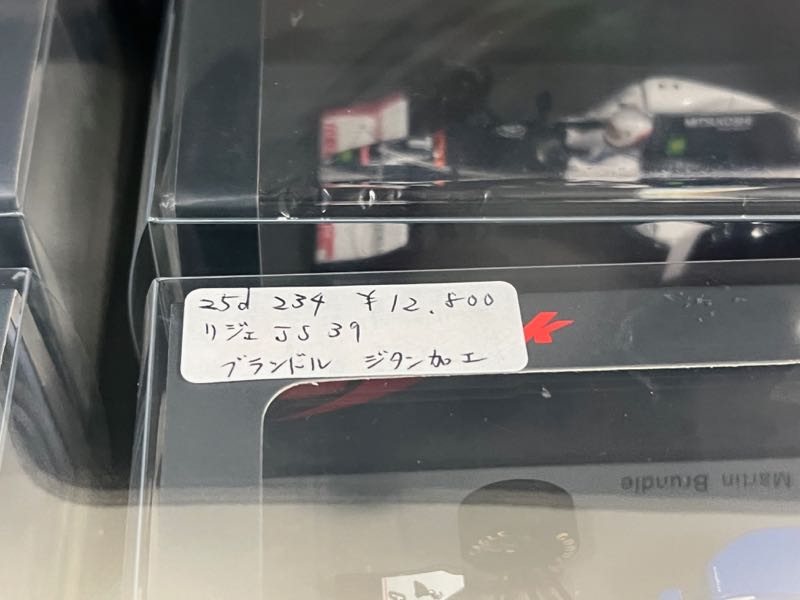 25d 234 ¥12.800
リジェ JS39
ブランドル ジタン加工
Martin Brundle